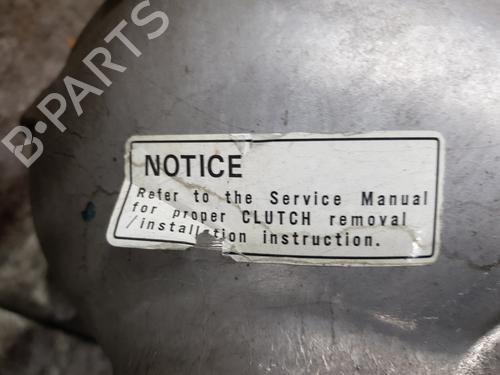 B-PARTS
NOTICE
Refer to the Service Manual
for proper CLUTCH removal
/installation instruction.